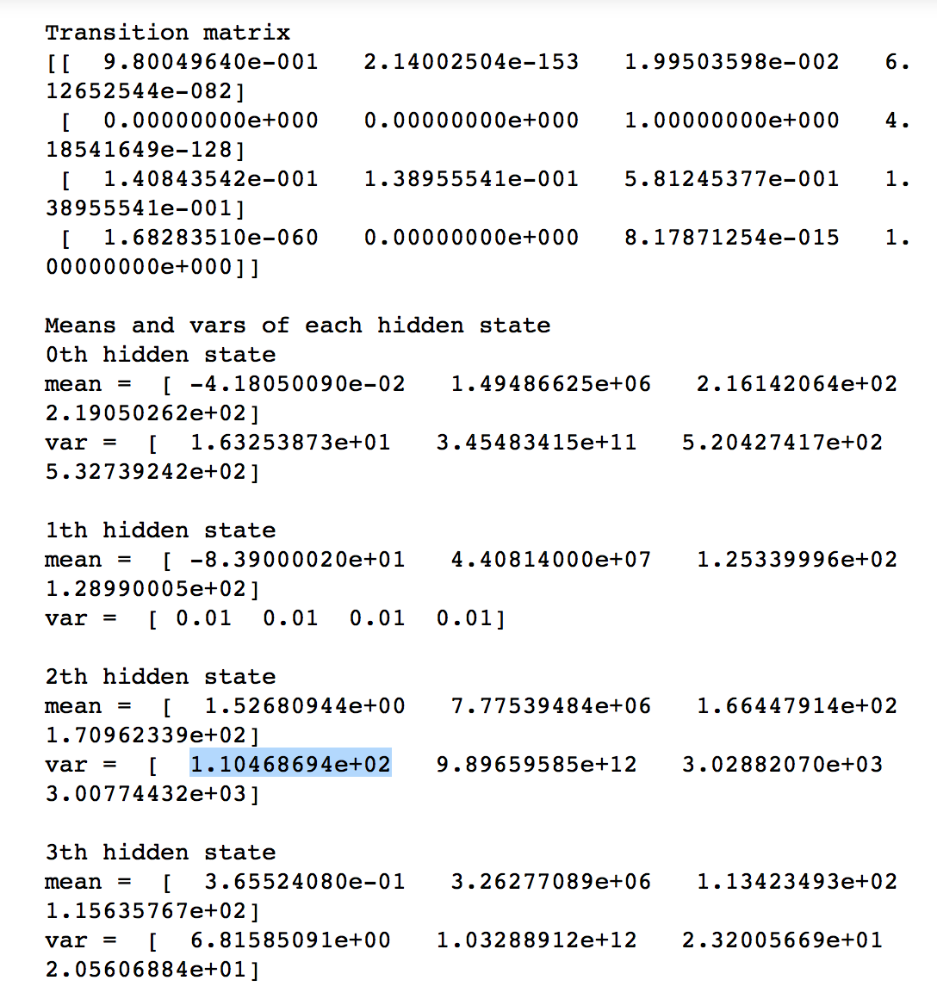 Transition matrix
[[  9.80049640e-001   2.14002504e-153   1.99503598e-002   6.
12652544e-082]
 [  0.00000000e+000   0.00000000e+000   1.00000000e+000   4.
18541649e-128]
 [  1.40843542e-001   1.38955541e-001   5.81245377e-001   1.
38955541e-001]
 [  1.68283510e-060   0.00000000e+000   8.17871254e-015   1.
00000000e+000]]
Means and vars of each hidden state
0th hidden state
mean =  [ -4.18050090e-02   1.49486625e+06   2.16142064e+02
2.19050262e+02]
var =  [  1.63253873e+01   3.45483415e+11   5.20427417e+02
5.32739242e+02]
1th hidden state
mean =  [ -8.39000020e+01   4.40814000e+07   1.25339996e+02
1.28990005e+02]
var =  [ 0.01  0.01  0.01  0.01]
2th hidden state
mean =  [  1.52680944e+00   7.77539484e+06   1.66447914e+02
1.70962339e+02]
var =  [  1.10468694e+02   9.89659585e+12   3.02882070e+03
3.00774432e+03]
3th hidden state
mean =  [  3.65524080e-01   3.26277089e+06   1.13423493e+02
1.15635767e+02]
var =  [  6.81585091e+00   1.03288912e+12   2.32005669e+01
2.05606884e+01]